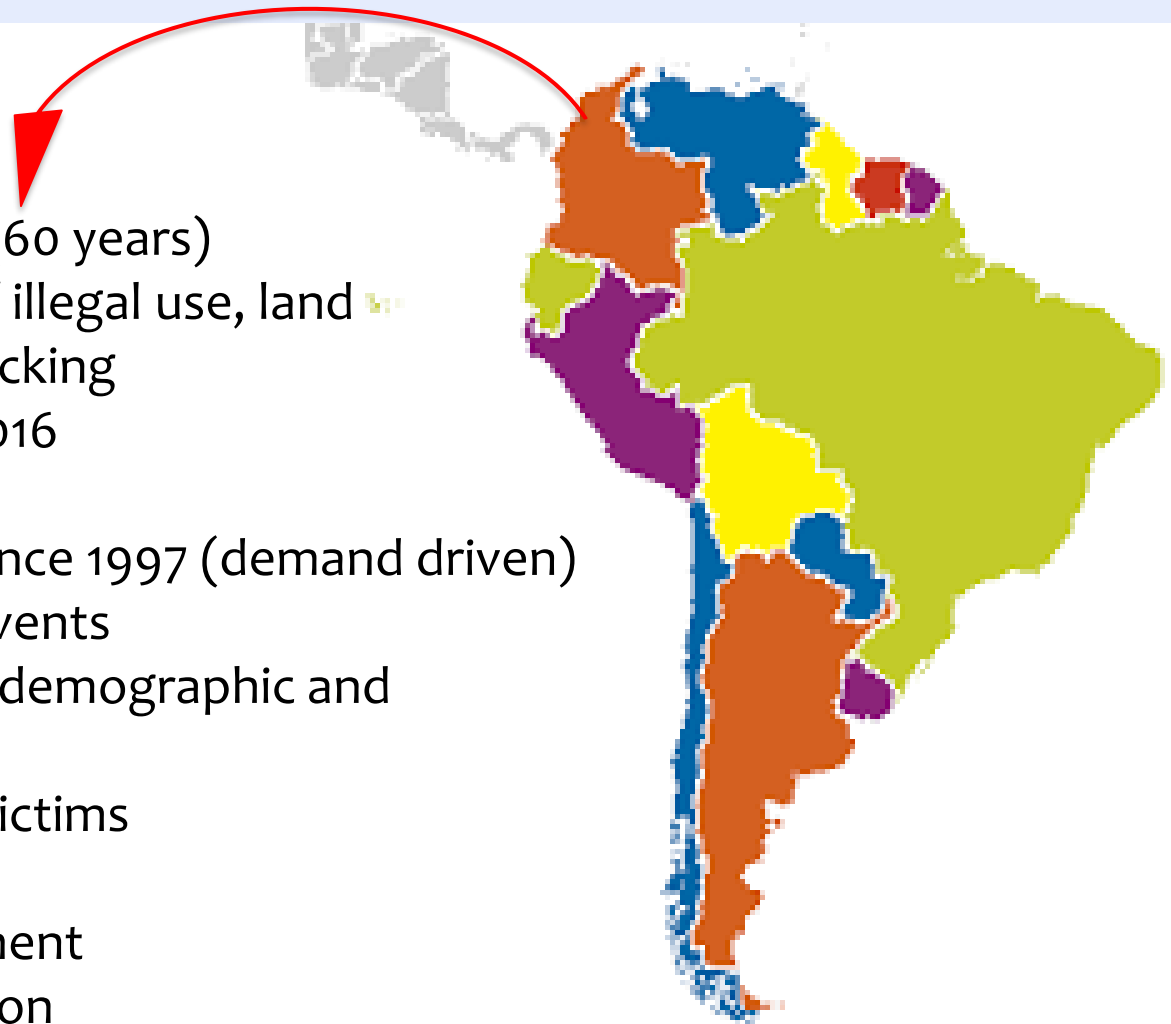 60 years)
illegal use, land
cking
016
nce 1997 (demand driven)
vents
demographic and
ictims
nent
on